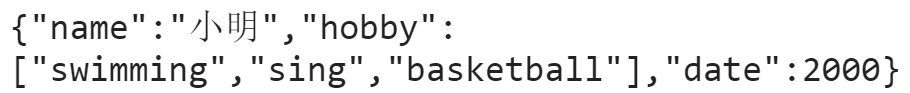 {"name":"小明","hobby":
["swimming","sing","basketball"],"date":2000}